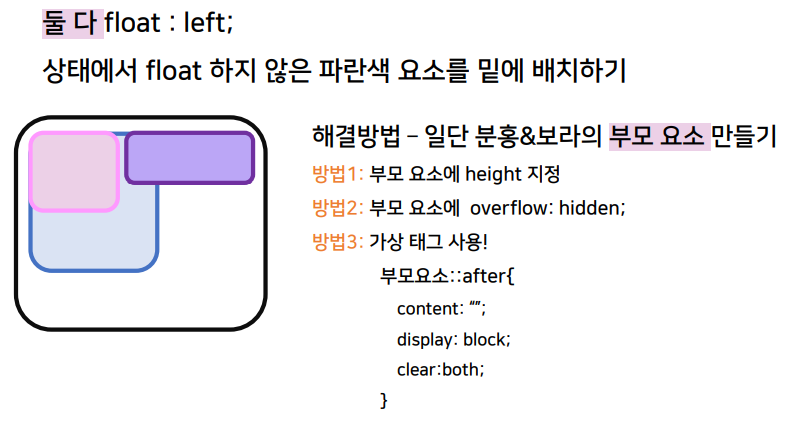 둘 다 float : left;
상태에서 float 하지 않은 파란색 요소를 밑에 배치하기
해결방법 – 일단 분홍&보라의 부모 요소 만들기
방법1: 부모 요소에 height 지정
방법2: 부모 요소에 overflow: hidden;
방법3: 가상 태그 사용!
부모요소::after{
content: “”;
display: block;
clear:both;
}